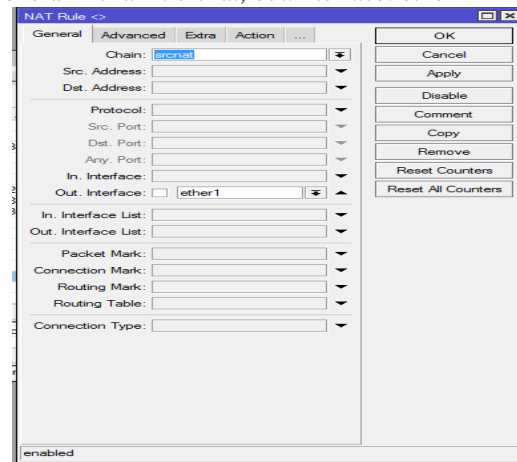 NAT Rule <>
General Advanced Extra Action ...
Chain: srcnat
Src. Address:
Dst. Address:
Protocol:
Src. Port:
Dst. Port:
Any. Port:
In. Interface:
Out. Interface: ether1
In. Interface List:
Out. Interface List:
Packet Mark:
Connection Mark:
Routing Mark:
Routing Table:
Connection Type:
OK
Cancel
Apply
Disable
Comment
Copy
Remove
Reset Counters
Reset All Counters
enabled